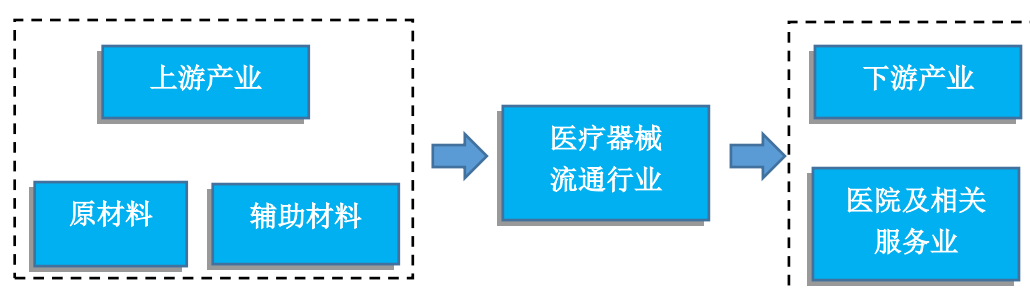 上游产业
原材料
辅助材料
医疗器械
流通行业
下游产业
医院及相关
服务业